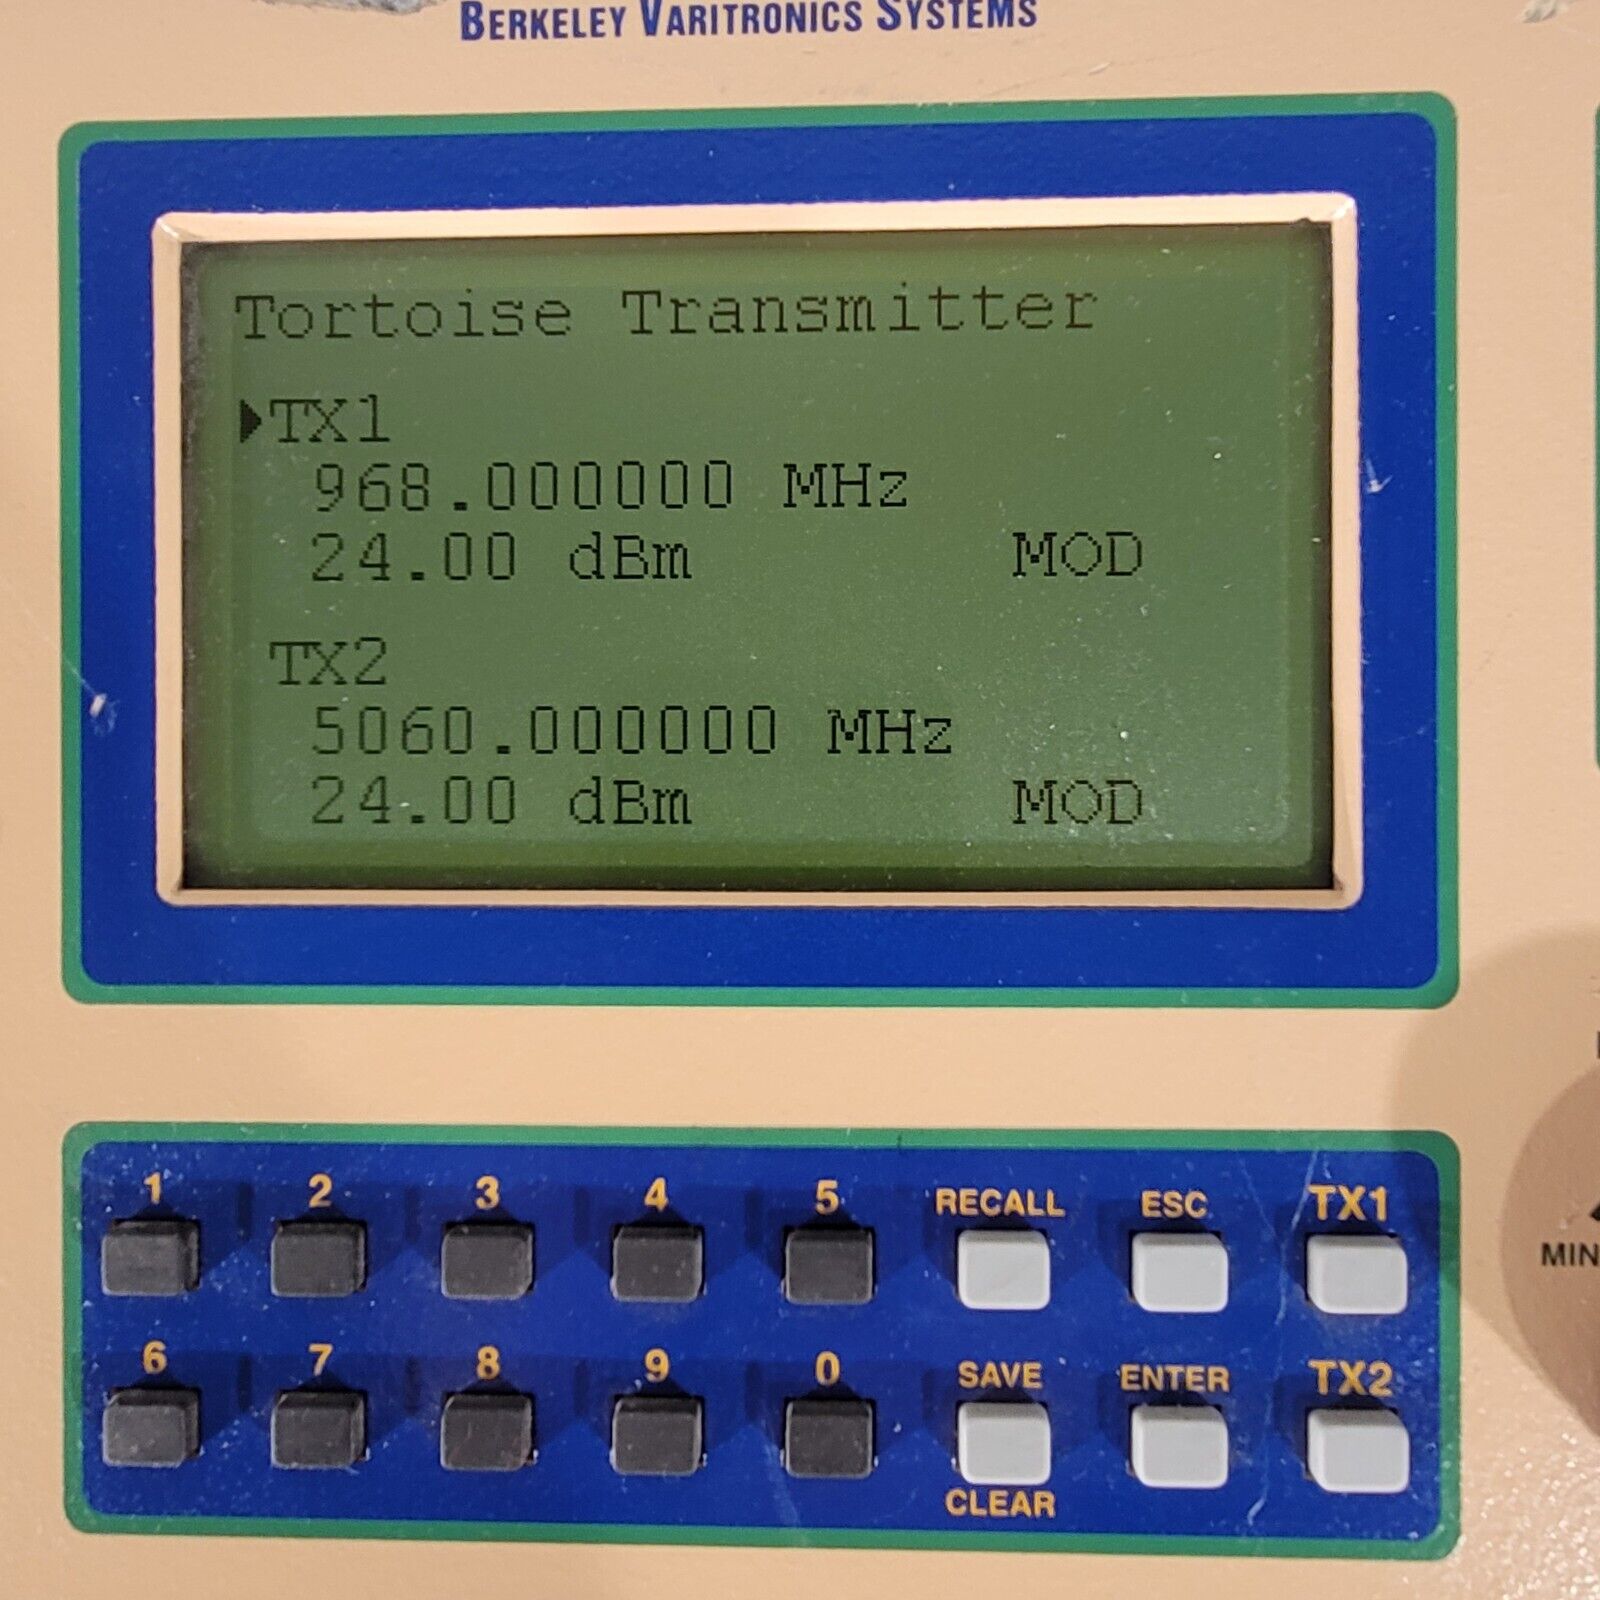 BERKELEY VARITRONICS SYSTEMS
Tortoise Transmitter
TX1
968.000000 MHz
24.00 dBm MOD
TX2
5060.000000 MHz
24.00 dBm MOD
1 2 3 4 5 RECALL ESC TX1
6 7 8 9 0 SAVE ENTER TX2
CLEAR
MIN